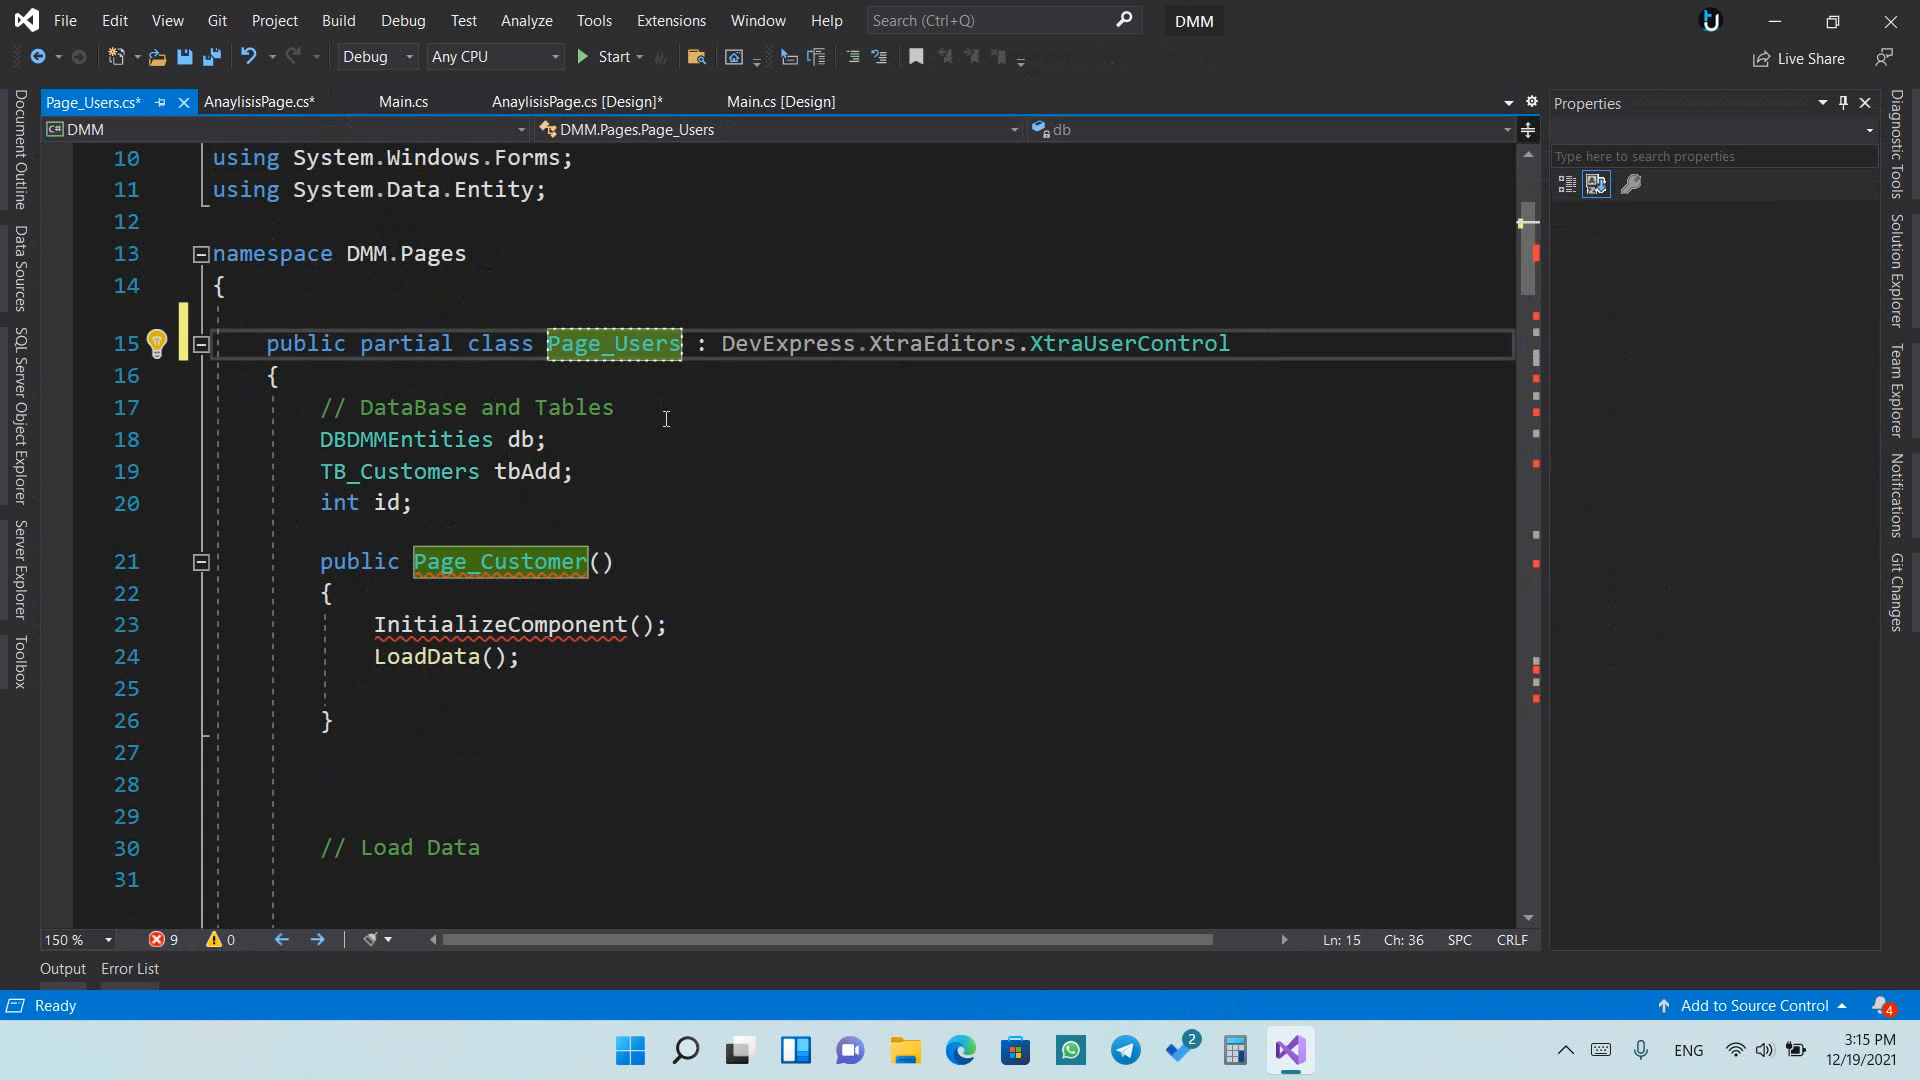 File Edit View Git Project Build Debug Test Analyze Tools Extensions Window Help Search (Ctrl+Q) DMM
Debug Any CPU Start Live Share
Page_Users.cs* AnaylisisPage.cs* Main.cs AnaylisisPage.cs [Design]* Main.cs [Design]
DMM DMM.Pages.Page_Users db
Document Outline
Data Sources
SQL Server Object Explorer
Server Explorer
Toolbox
10 using System.Windows.Forms;
11 using System.Data.Entity;
12
13 namespace DMM.Pages
14 {
15 public partial class Page_Users : DevExpress.XtraEditors.XtraUserControl
16 {
17 // DataBase and Tables
18 DBDMMEntities db;
19 TB_Customers tbAdd;
20 int id;
21 public Page_Customer()
22 {
23 InitializeComponent();
24 LoadData();
25
26 }
27
28
29
30 // Load Data
31
150 % 9 0 Ln: 15 Ch: 36 SPC CRLF
Properties
Type here to search properties
Diagnostic Tools
Solution Explorer
Team Explorer
Notifications
Git Changes
Output Error List
Ready Add to Source Control 4
2 ENG 3:15 PM
12/19/2021